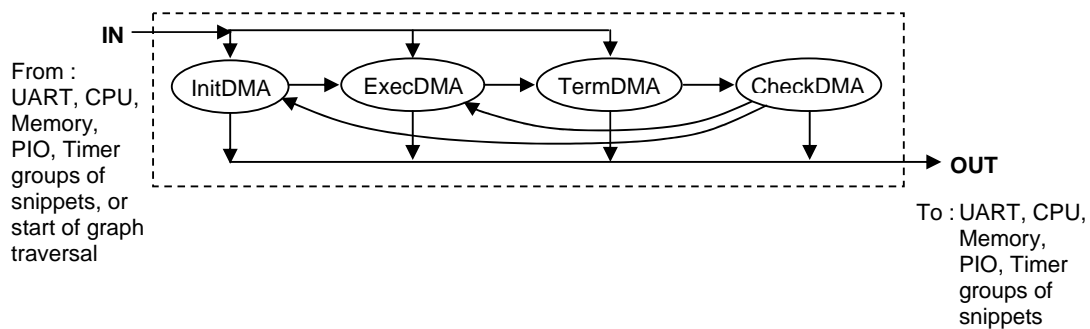 IN
From :
UART, CPU,
Memory,
PIO, Timer
groups of
snippets, or
start of graph
traversal
InitDMA
ExecDMA
TermDMA
CheckDMA
OUT
To : UART, CPU,
Memory,
PIO, Timer
groups of
snippets